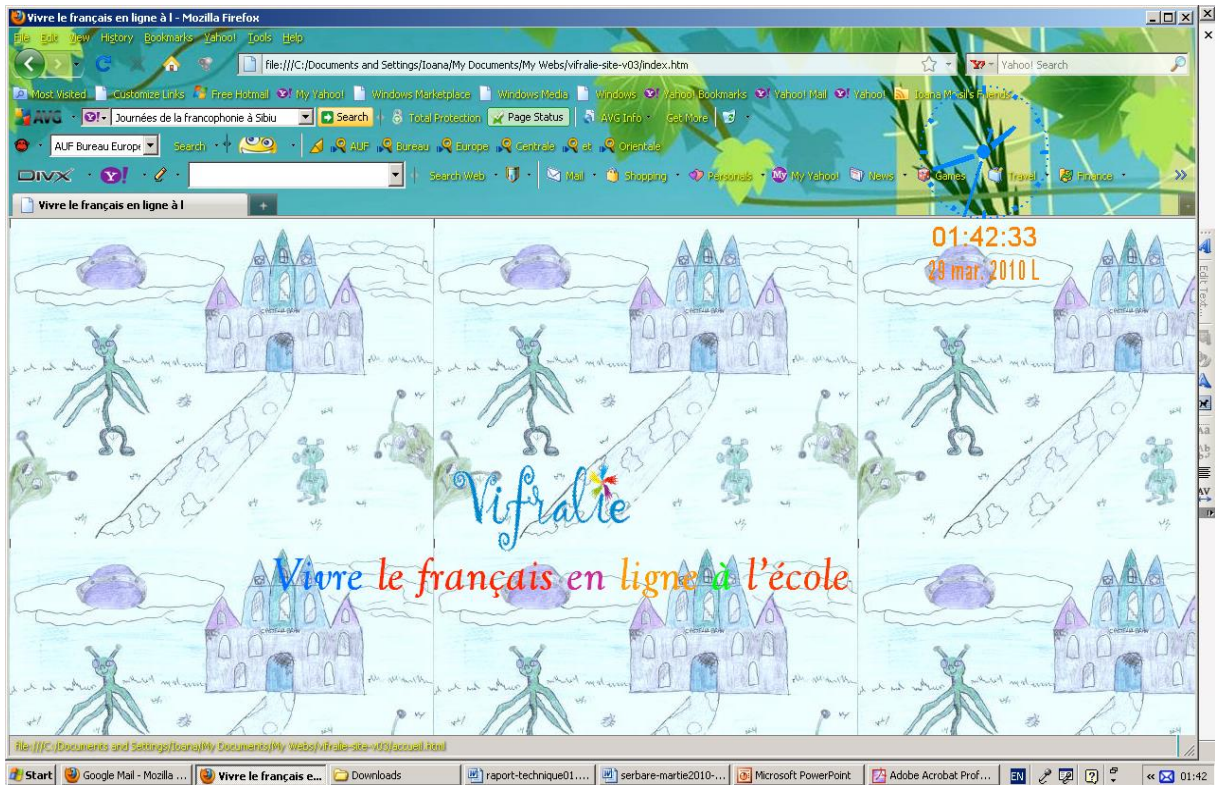 Vivre le français en ligne à l - Mozilla Firefox
File Edit View History Bookmarks Yahoo! Tools Help
file:///C:/Documents and Settings/Ioana/My Documents/My Webs/vifralie-site-v03/index.htm
Yahoo! Search
Most Visited Customize Links Free Hotmail My Yahoo! Windows Marketplace Windows Media Windows Yahoo! Bookmarks Yahoo! Mail Yahoo!
AVG Journées de la francophonie à Sibiu Search Total Protection Page Status AVG Info Get More
AUF Bureau Europe Search AUF Bureau Europe Centrale et Orientale
DIVX Search Web Mail Shopping Personals My Yahoo! News Games Travel Finance
Vivre le français en ligne à l
01:42:33
29 mar. 2010 L
Edit Text...
Vifralie
Vivre le français en ligne à l'école
file:///C:/Documents and Settings/Ioana/My Documents/My Webs/vifralie-site-v03/accueil.html
Start Google Mail - Mozilla ... Vivre le français e... Downloads raport-technique01.... serbare-martie2010-... Microsoft PowerPoint Adobe Acrobat Prof... EN 01:42